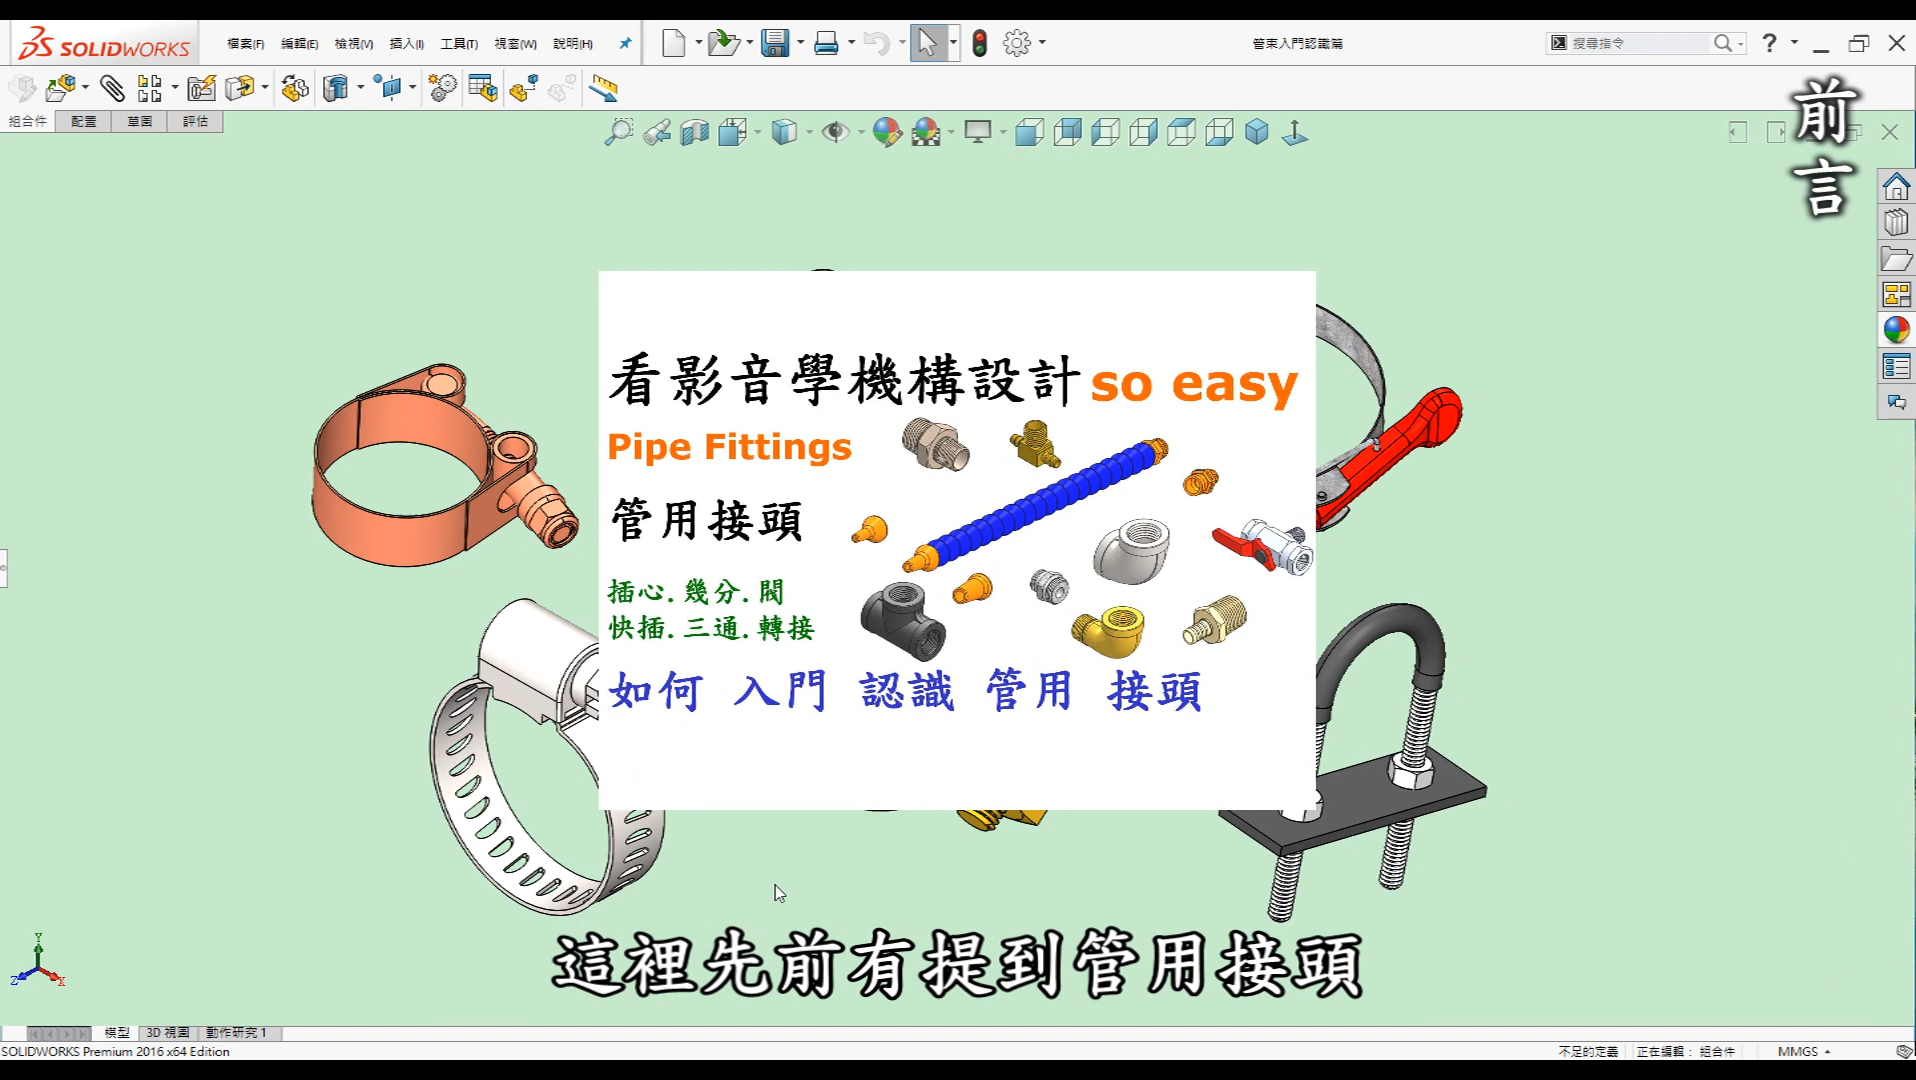 SOLIDWORKS
檔案(F) 編輯(E) 檢視(V) 插入(I) 工具(T) 視窗(W) 說明(H)
管束入門認識篇
搜尋指令
組合件 配置 草圖 評估
前言
看影音學機構設計 so easy
Pipe Fittings
管用接頭
插心.幾分.閥
快插.三通.轉接
如何 入門 認識 管用 接頭
這裡先前有提到管用接頭
Y
Z
X
模型 3D 視圖 動作研究 1
SOLIDWORKS Premium 2016 x64 Edition
不足的定義 正在編輯： 組合件 MMGS